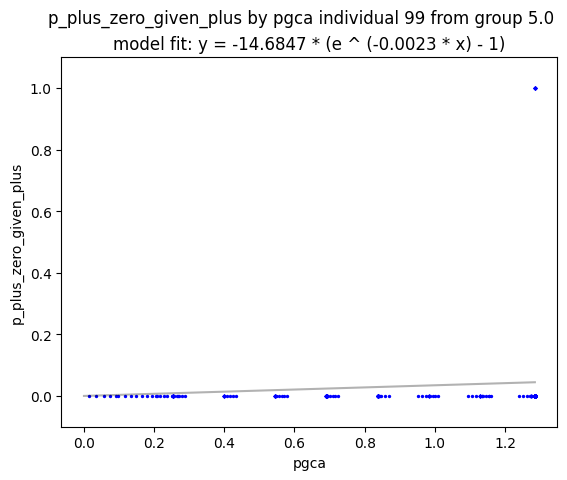 p_plus_zero_given_plus by pgca individual 99 from group 5.0
model fit: y = -14.6847 * (e ^ (-0.0023 * x) - 1)
1.0
0.8
0.6
0.4
0.2
0.0
p_plus_zero_given_plus
0.0 0.2 0.4 0.6 0.8 1.0 1.2
pgca